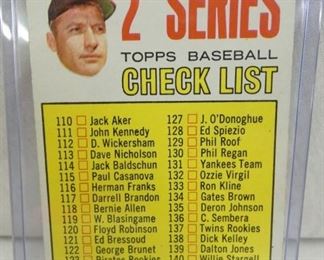 2nd SERIES
TOPPS BASEBALL
CHECK LIST
110 Jack Aker
111 John Kennedy
112 D. Wickersham
113 Dave Nicholson
114 Jack Baldschun
115 Paul Casanova
116 Herman Franks
117 Darrell Brandon
118 Bernie Allen
119 W. Blasingame
120 Floyd Robinson
121 Ed Bressoud
122 George Brunet
127 J. O'Donoghue
128 Ed Spiezio
129 Phil Roof
130 Phil Regan
131 Yankees Team
132 Ozzie Virgil
133 Ron Kline
134 Gates Brown
135 Deron Johnson
136 C. Sembera
137 Twins Rookies
138 Dick Kelley
139 Dalton Jones
140 Willie Stargell